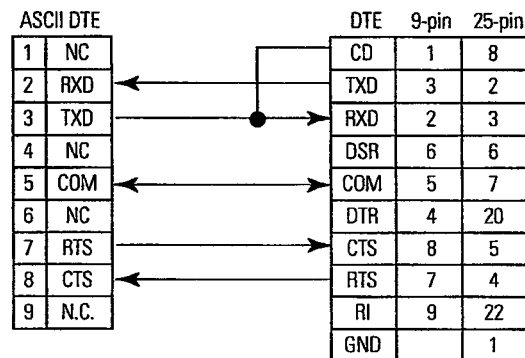 ASCII DTE DTE 9-pin 25-pin
1 NC CD 1 8
2 RXD TXD 3 2
3 TXD RXD 2 3
4 NC DSR 6 6
5 COM COM 5 7
6 NC DTR 4 20
7 RTS CTS 8 5
8 CTS RTS 7 4
9 N.C. RI 9 22
GND 1